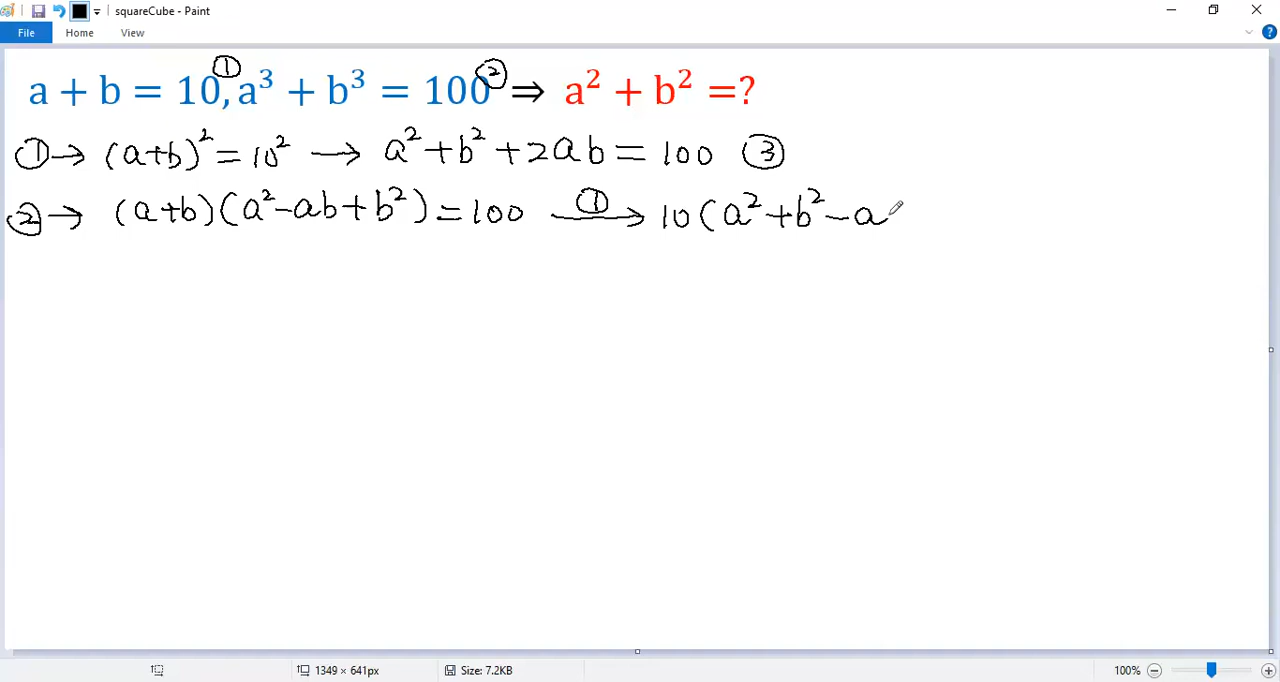 squareCube - Paint
File Home View
a + b = 10, ① a³ + b³ = 100 ② ⇒ a² + b² =?
① → (a+b)² = 10² → a² + b² + 2ab = 100 ③
② → (a+b)(a² - ab + b²) = 100 ①→ 10(a² + b² - a
1349 × 641px Size: 7.2KB 100%